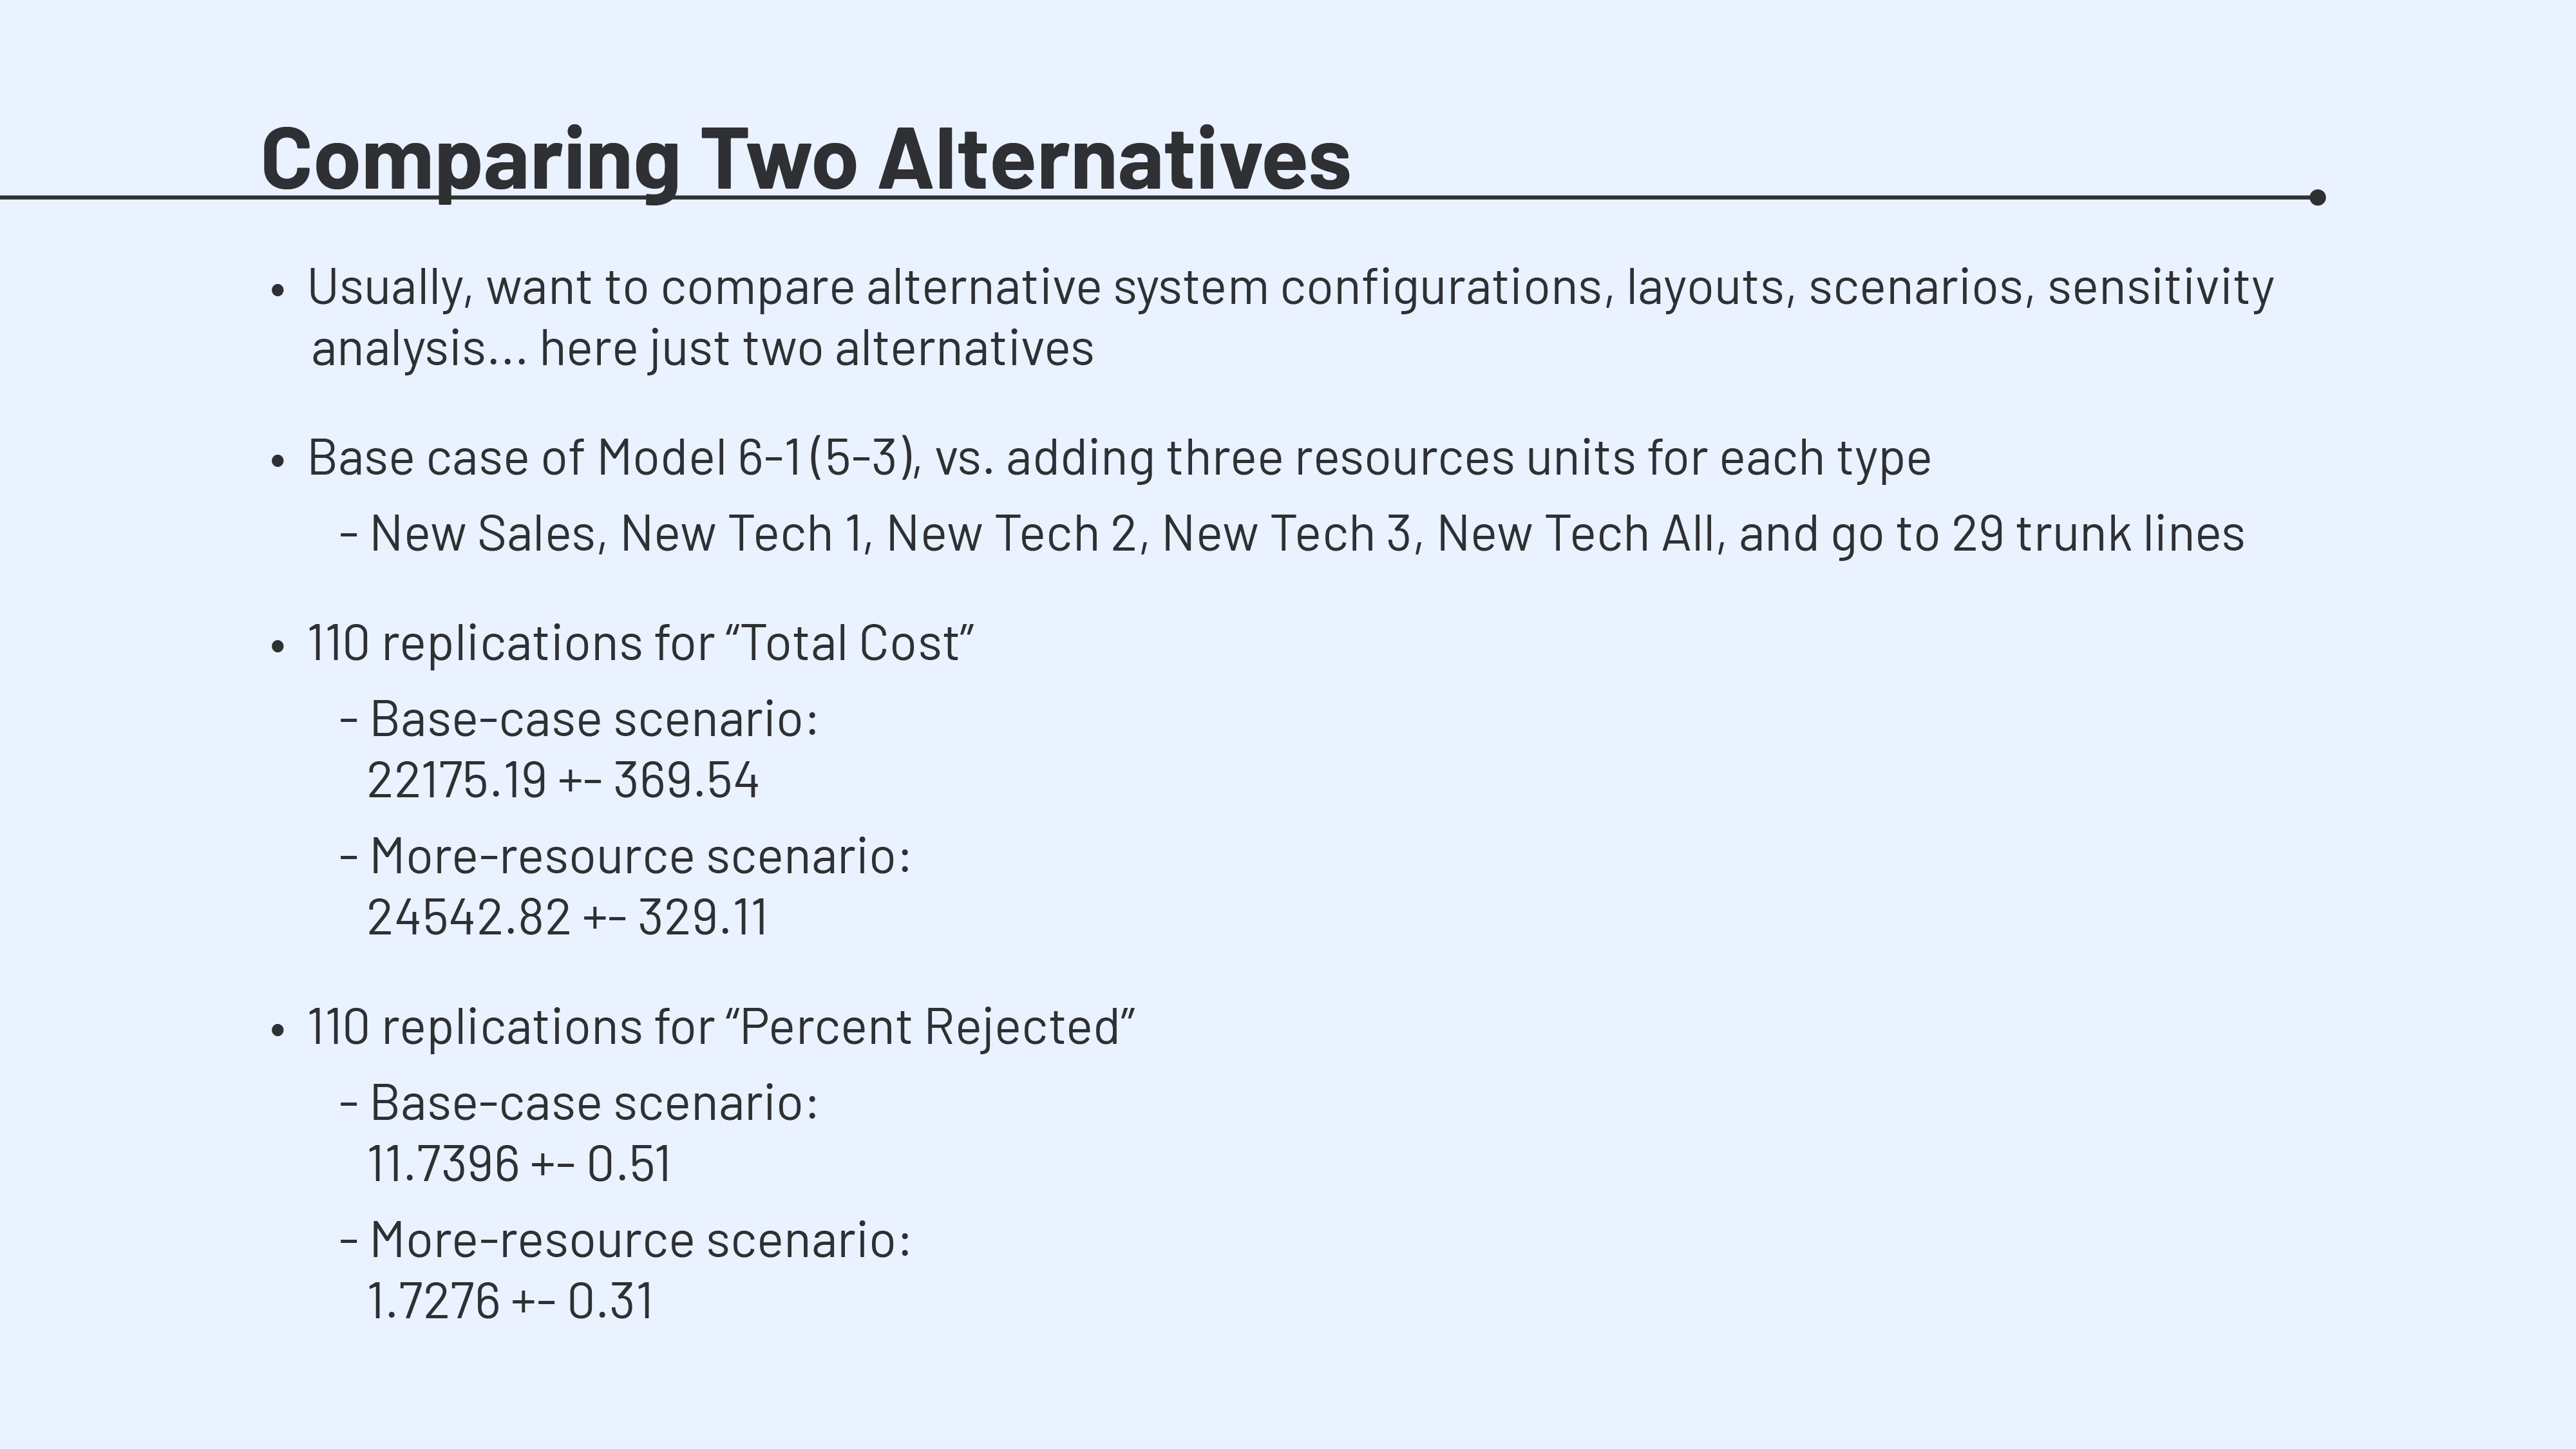 Comparing Two Alternatives
• Usually, want to compare alternative system configurations, layouts, scenarios, sensitivity
analysis... here just two alternatives
• Base case of Model 6-1 (5-3), vs. adding three resources units for each type
- New Sales, New Tech 1, New Tech 2, New Tech 3, New Tech All, and go to 29 trunk lines
• 110 replications for “Total Cost”
- Base-case scenario:
22175.19 +- 369.54
- More-resource scenario:
24542.82 +- 329.11
• 110 replications for “Percent Rejected”
- Base-case scenario:
11.7396 +- 0.51
- More-resource scenario:
1.7276 +- 0.31